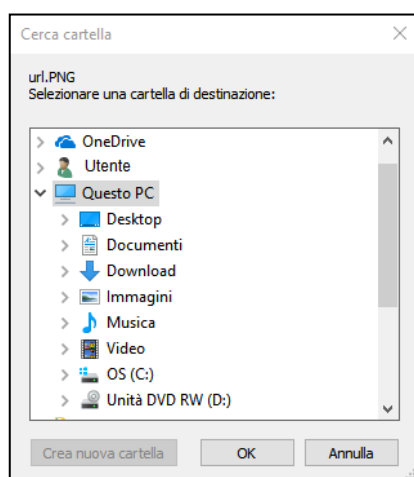 Cerca cartella
url.PNG
Selezionare una cartella di destinazione:
OneDrive
Utente
Questo PC
Desktop
Documenti
Download
Immagini
Musica
Video
OS (C:)
Unità DVD RW (D:)
Crea nuova cartella OK Annulla